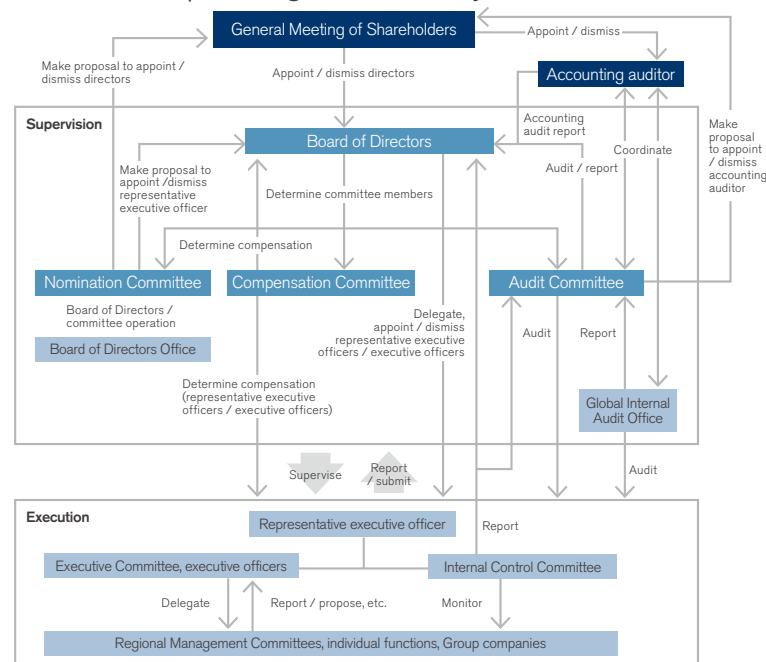 General Meeting of Shareholders
Appoint / dismiss
Make proposal to appoint /
dismiss directors
Appoint / dismiss directors
Accounting auditor
Supervision
Accounting
audit report
Make
proposal
to appoint
/ dismiss
accounting
auditor
Board of Directors
Coordinate
Make proposal to
appoint /dismiss
representative
executive officer
Audit / report
Determine committee members
Determine compensation
Nomination Committee
Compensation Committee
Audit Committee
Board of Directors /
committee operation
Board of Directors Office
Delegate,
appoint / dismiss
representative executive
officers / executive officers
Audit
Report
Determine compensation
(representative executive
officers / executive officers)
Global Internal
Audit Office
Supervise
Report
/ submit
Audit
Execution
Representative executive officer
Report
Executive Committee, executive officers
Internal Control Committee
Delegate
Report / propose, etc.
Monitor
Regional Management Committees, individual functions, Group companies